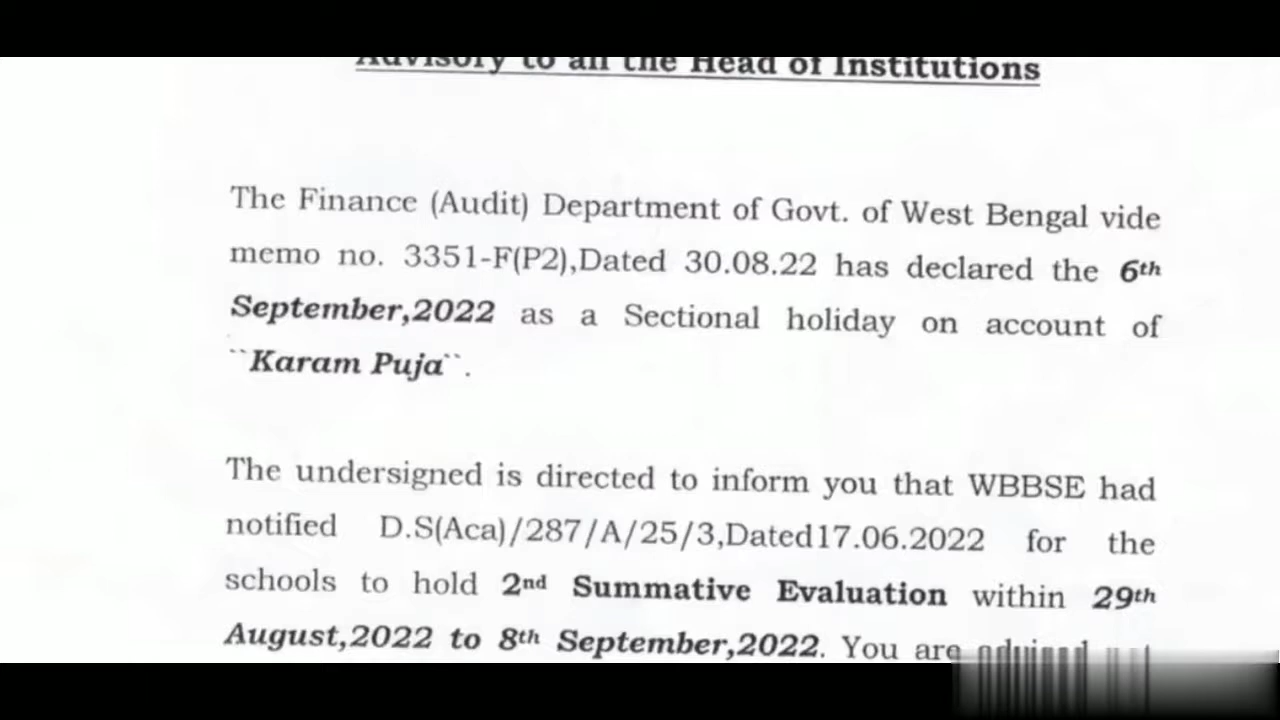 Advisory to all the Head of Institutions
The Finance (Audit) Department of Govt. of West Bengal vide
memo no. 3351-F(P2),Dated 30.08.22 has declared the 6th
September,2022 as a Sectional holiday on account of
``Karam Puja``.
The undersigned is directed to inform you that WBBSE had
notified D.S(Aca)/287/A/25/3,Dated17.06.2022 for the
schools to hold 2nd Summative Evaluation within 29th
August,2022 to 8th September,2022. You are